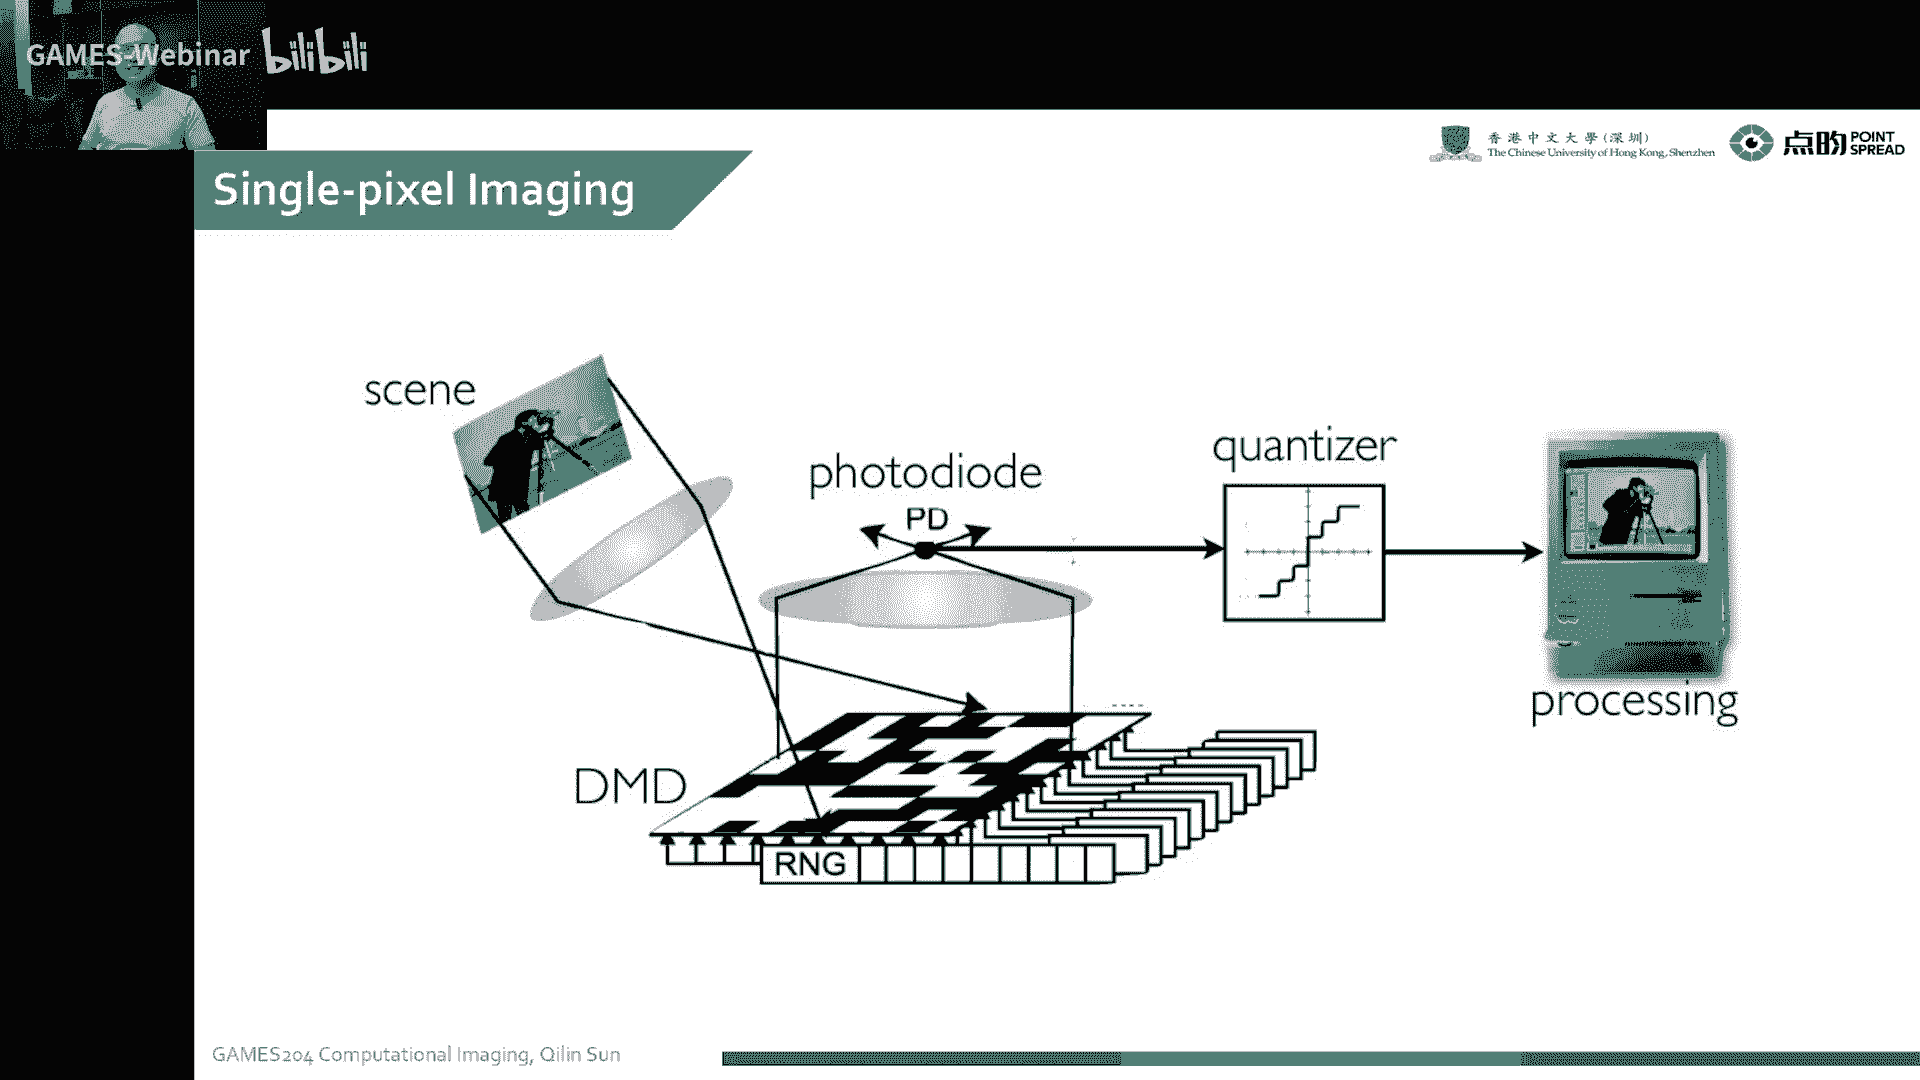 GAMES-Webinar bilibili
香港中文大學(深圳)
The Chinese University of Hong Kong, Shenzhen
点昀 POINT SPREAD
Single-pixel Imaging
scene
photodiode
PD
quantizer
processing
DMD
RNG
GAMES204 Computational Imaging, Qilin Sun